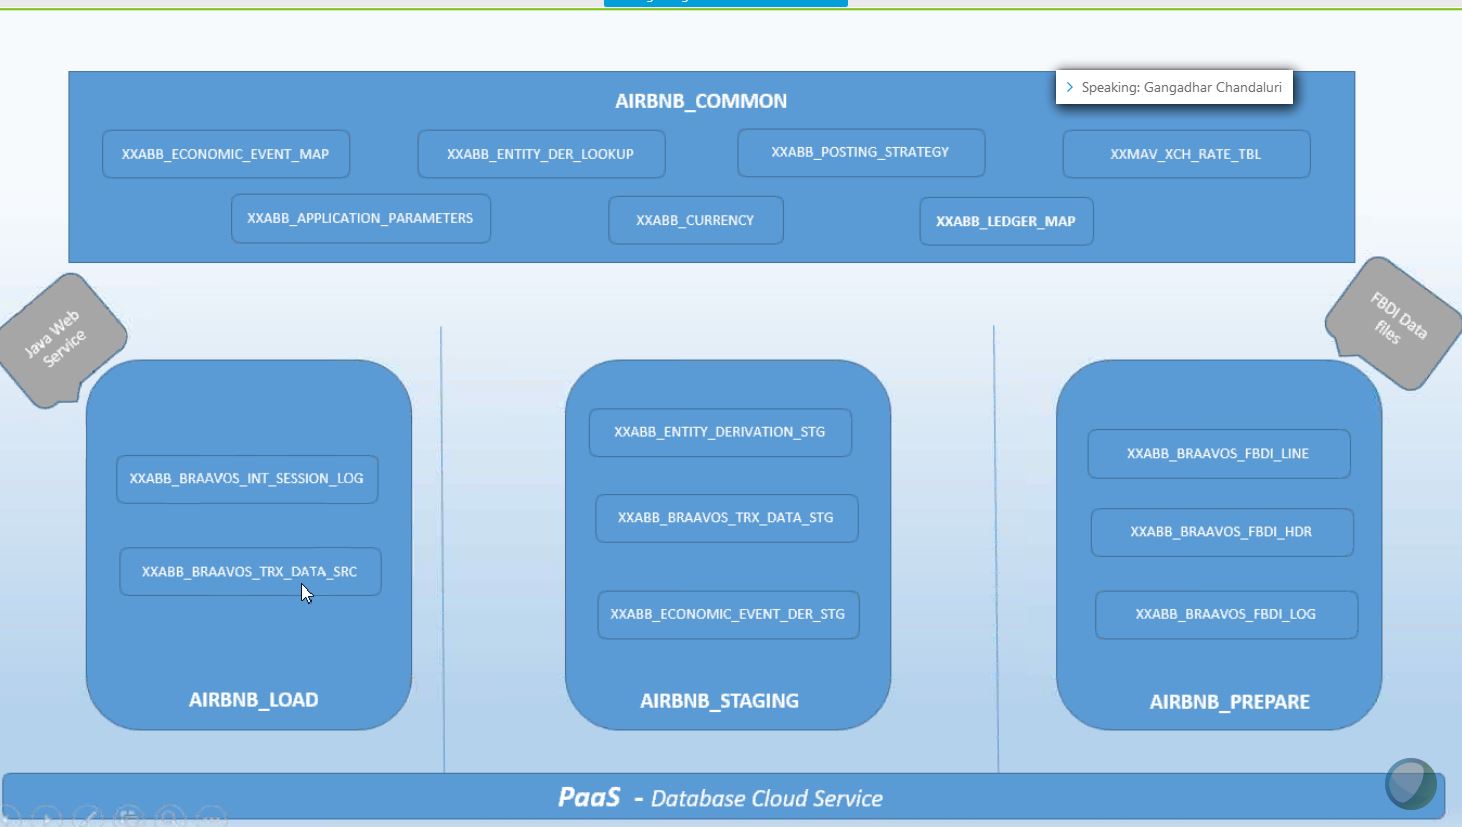 AIRBNB_COMMON
Speaking: Gangadhar Chandaluri
XXABB_ECONOMIC_EVENT_MAP
XXABB_ENTITY_DER_LOOKUP
XXABB_POSTING_STRATEGY
XXMAV_XCH_RATE_TBL
XXABB_APPLICATION_PARAMETERS
XXABB_CURRENCY
XXABB_LEDGER_MAP
Java Web
Service
FBDI Data
files
XXABB_BRAAVOS_INT_SESSION_LOG
XXABB_BRAAVOS_TRX_DATA_SRC
AIRBNB_LOAD
XXABB_ENTITY_DERIVATION_STG
XXABB_BRAAVOS_TRX_DATA_STG
XXABB_ECONOMIC_EVENT_DER_STG
AIRBNB_STAGING
XXABB_BRAAVOS_FBDI_LINE
XXABB_BRAAVOS_FBDI_HDR
XXABB_BRAAVOS_FBDI_LOG
AIRBNB_PREPARE
PaaS - Database Cloud Service